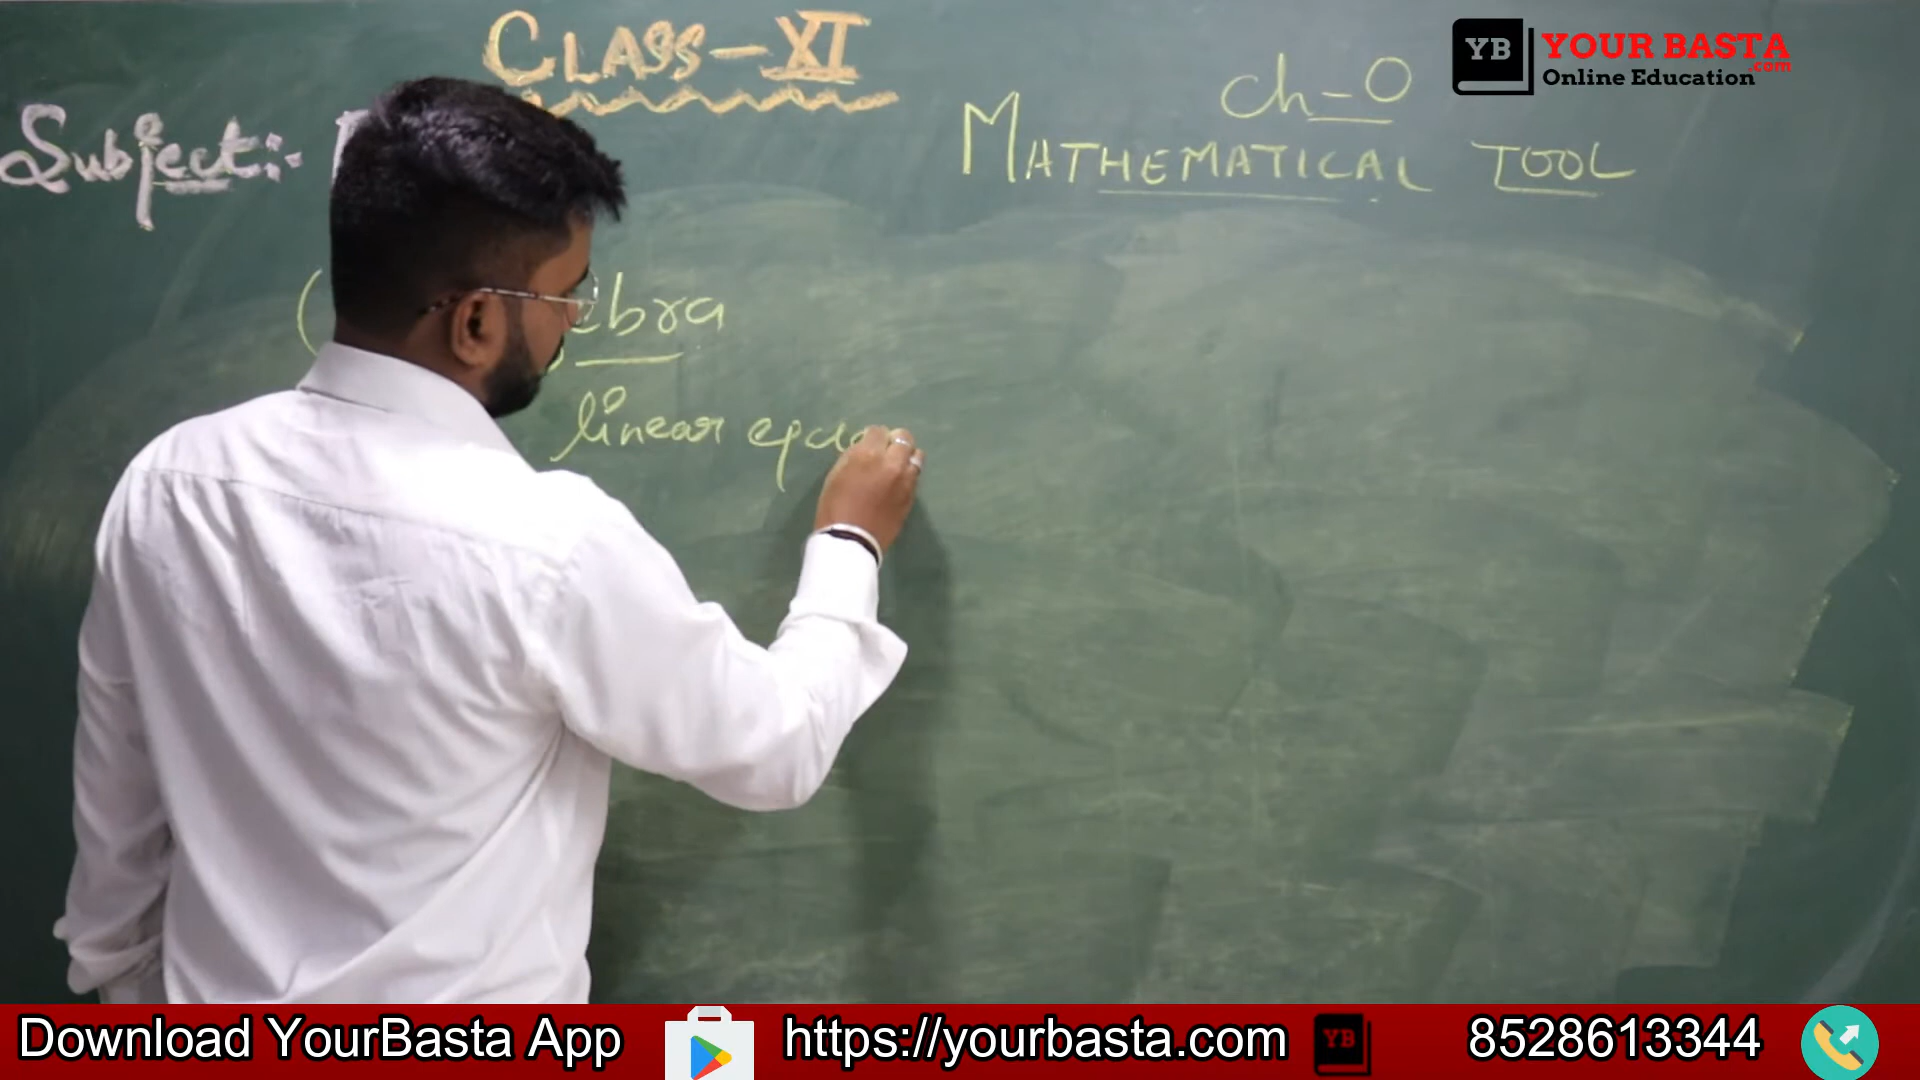 CLASS-XI
Subject:-
ch-0
MATHEMATICAL TOOL
linear
YB YOUR BASTA
.com
Online Education
Download YourBasta App
https://yourbasta.com
YB
8528613344